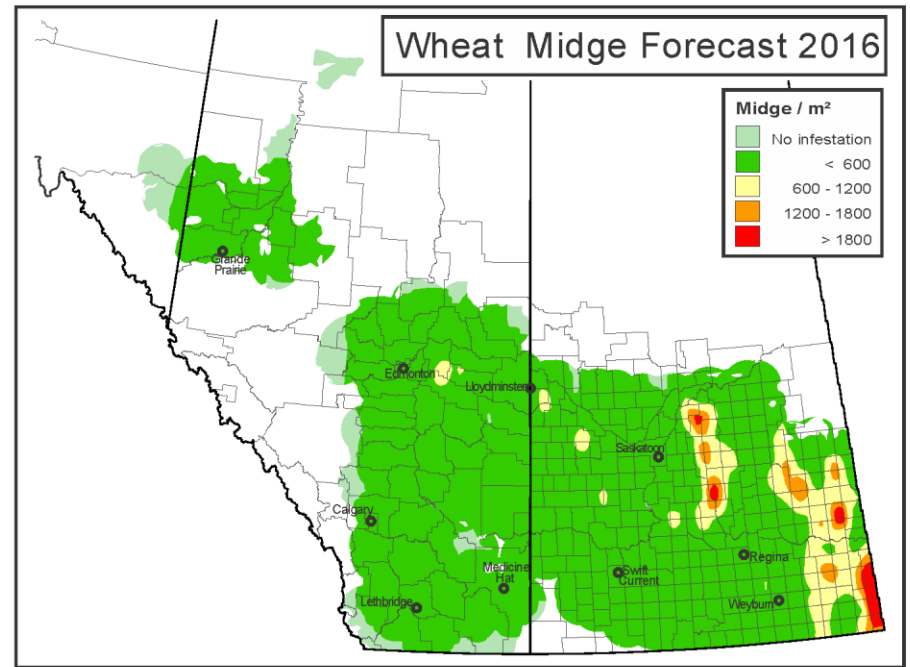 Wheat Midge Forecast 2016
Midge / m²
No infestation
< 600
600 - 1200
1200 - 1800
> 1800
Grande
Prairie
Edmonton
Lloydminster
Saskatoon
Calgary
Medicine
Hat
Swift
Current
Regina
Lethbridge
Weyburn